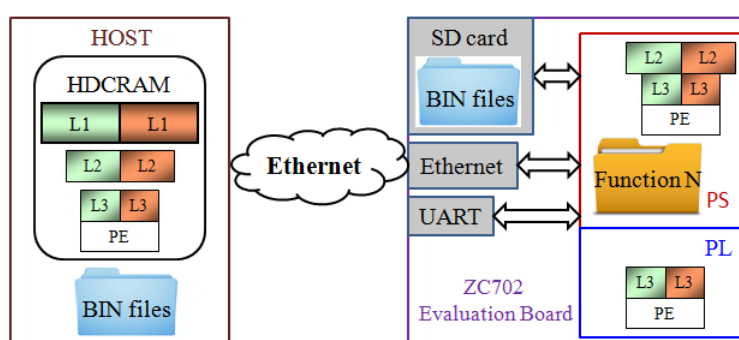 HOST
HDCRAM
L1 L1
L2 L2
L3 L3
PE
BIN files
Ethernet
SD card
BIN files
Ethernet
UART
ZC702
Evaluation Board
L2 L2
L3 L3
PE
Function N
PS
PL
L3 L3
PE